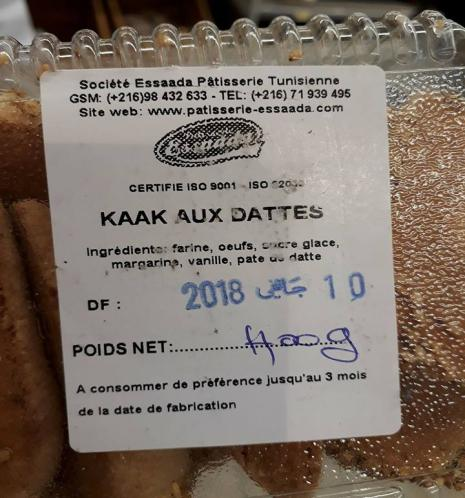 Société Essaada Pâtisserie Tunisienne
GSM: (+216)98 432 633 - TEL: (+216) 71 939 495
Site web: www.patisserie-essaada.com
Essaada
CERTIFIE ISO 9001 - ISO
KAAK AUX DATTES
Ingrédients: farine, oeufs, sucre glace,
margarine, vanille, pate de datte
DF : 2018 10
POIDS NET:..........400g
A consommer de préférence jusqu'au 3 mois
de la date de fabrication